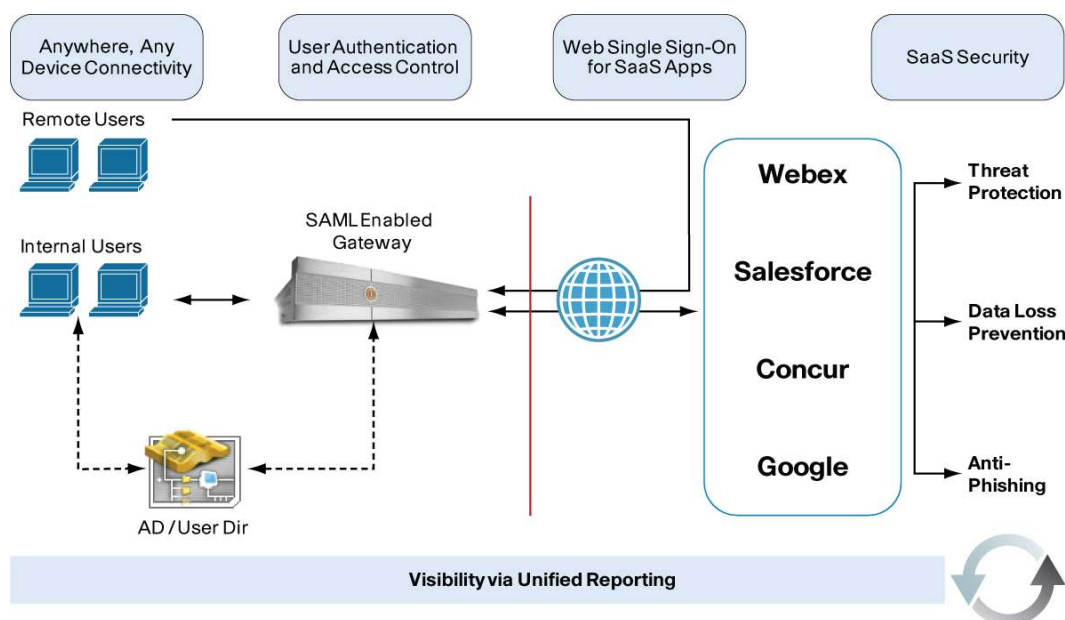 Anywhere, Any
Device Connectivity
User Authentication
and Access Control
Web Single Sign-On
for SaaS Apps
SaaS Security
Remote Users
Internal Users
SAML Enabled
Gateway
AD / User Dir
Webex
Salesforce
Concur
Google
Threat
Protection
Data Loss
Prevention
Anti-
Phishing
Visibility via Unified Reporting